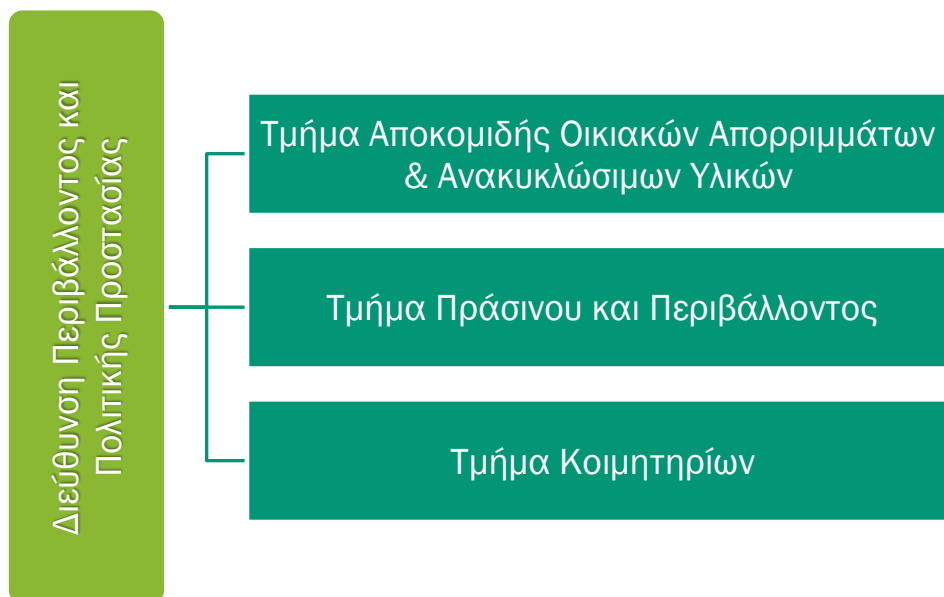 Διεύθυνση Περιβάλλοντος και
Πολιτικής Προστασίας
Τμήμα Αποκομιδής Οικιακών Απορριμμάτων
& Ανακυκλώσιμων Υλικών
Τμήμα Πράσινου και Περιβάλλοντος
Τμήμα Κοιμητηρίων